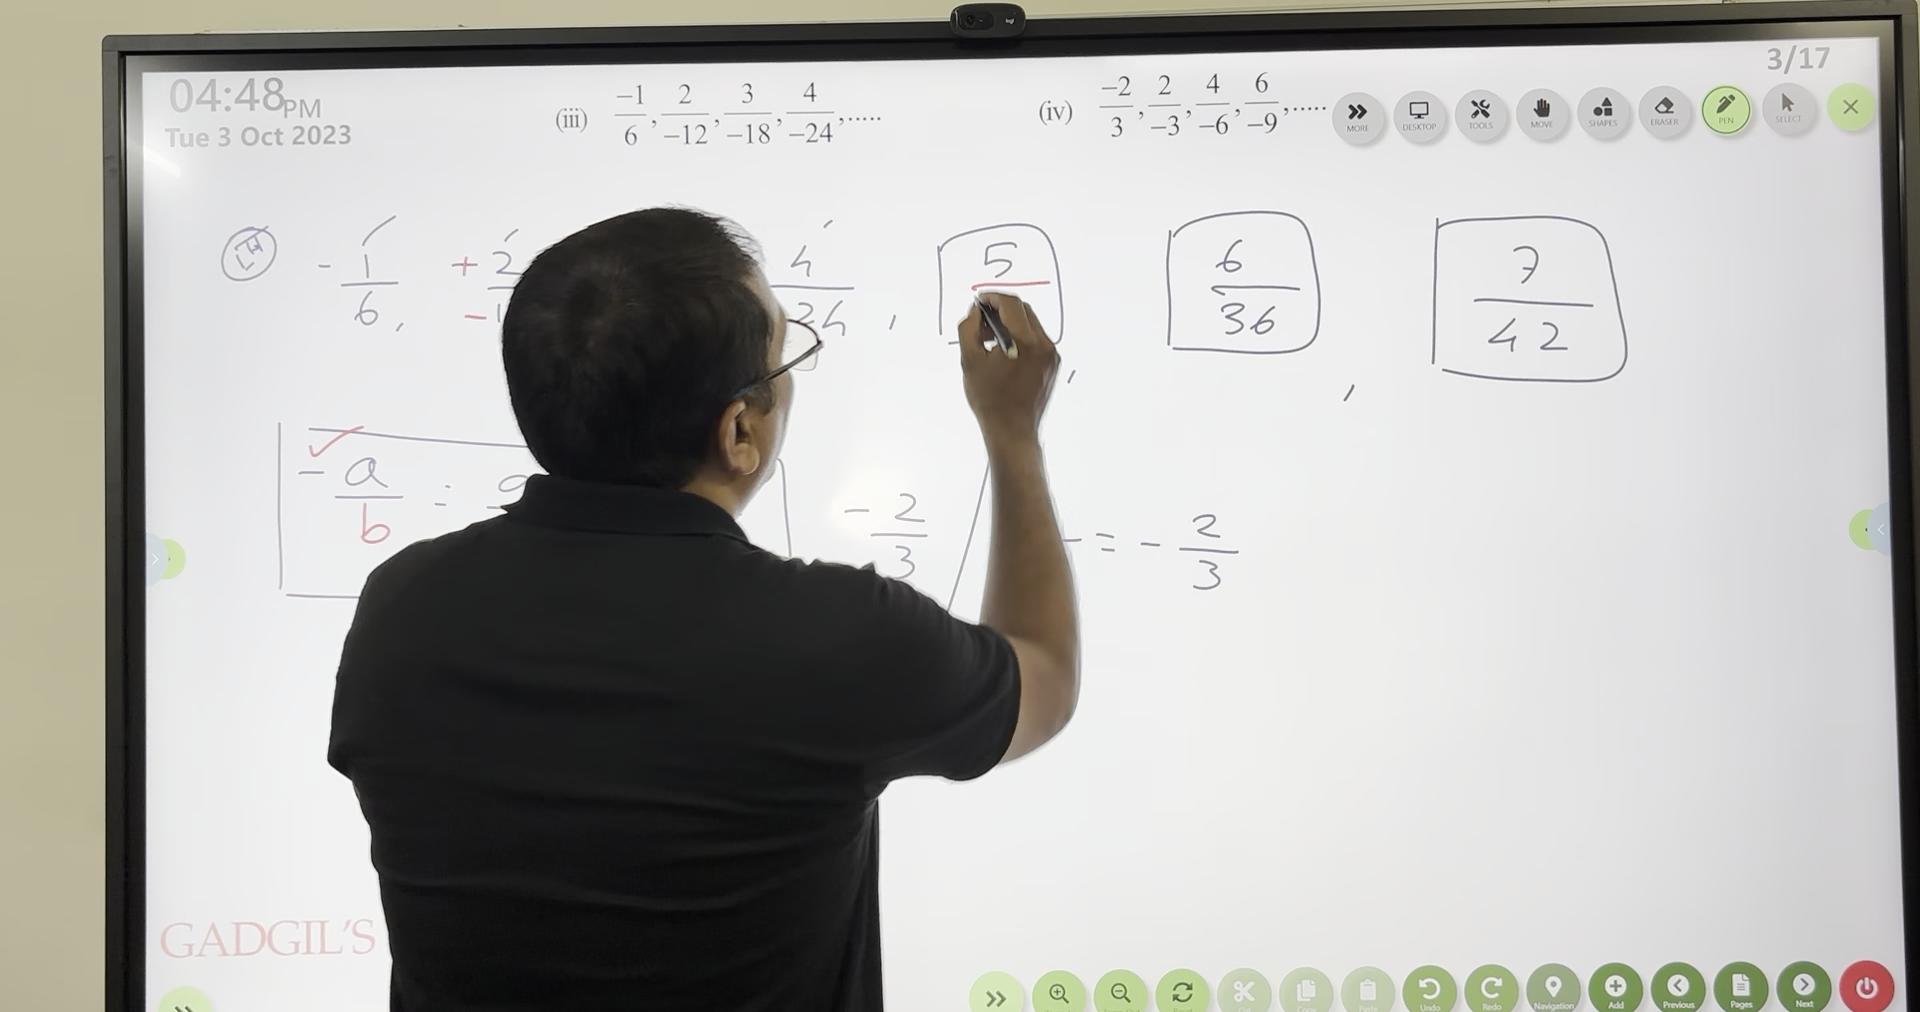 04:48PM
Tue 3 Oct 2023
3/17
(iii) -1/6, 2/-12, 3/-18, 4/-24, .....
(iv) -2/3, 2/-3, 4/-6, 6/-9, .....
MORE DESKTOP TOOLS MOVE SHAPES ERASER PEN SELECT
- 1/6, + 2/ 4/24, 5/ , 6/36, 7/42
- a/b = -2/3 = - 2/3
GADGIL'S
Undo Redo Navigation Add Previous Pages Next